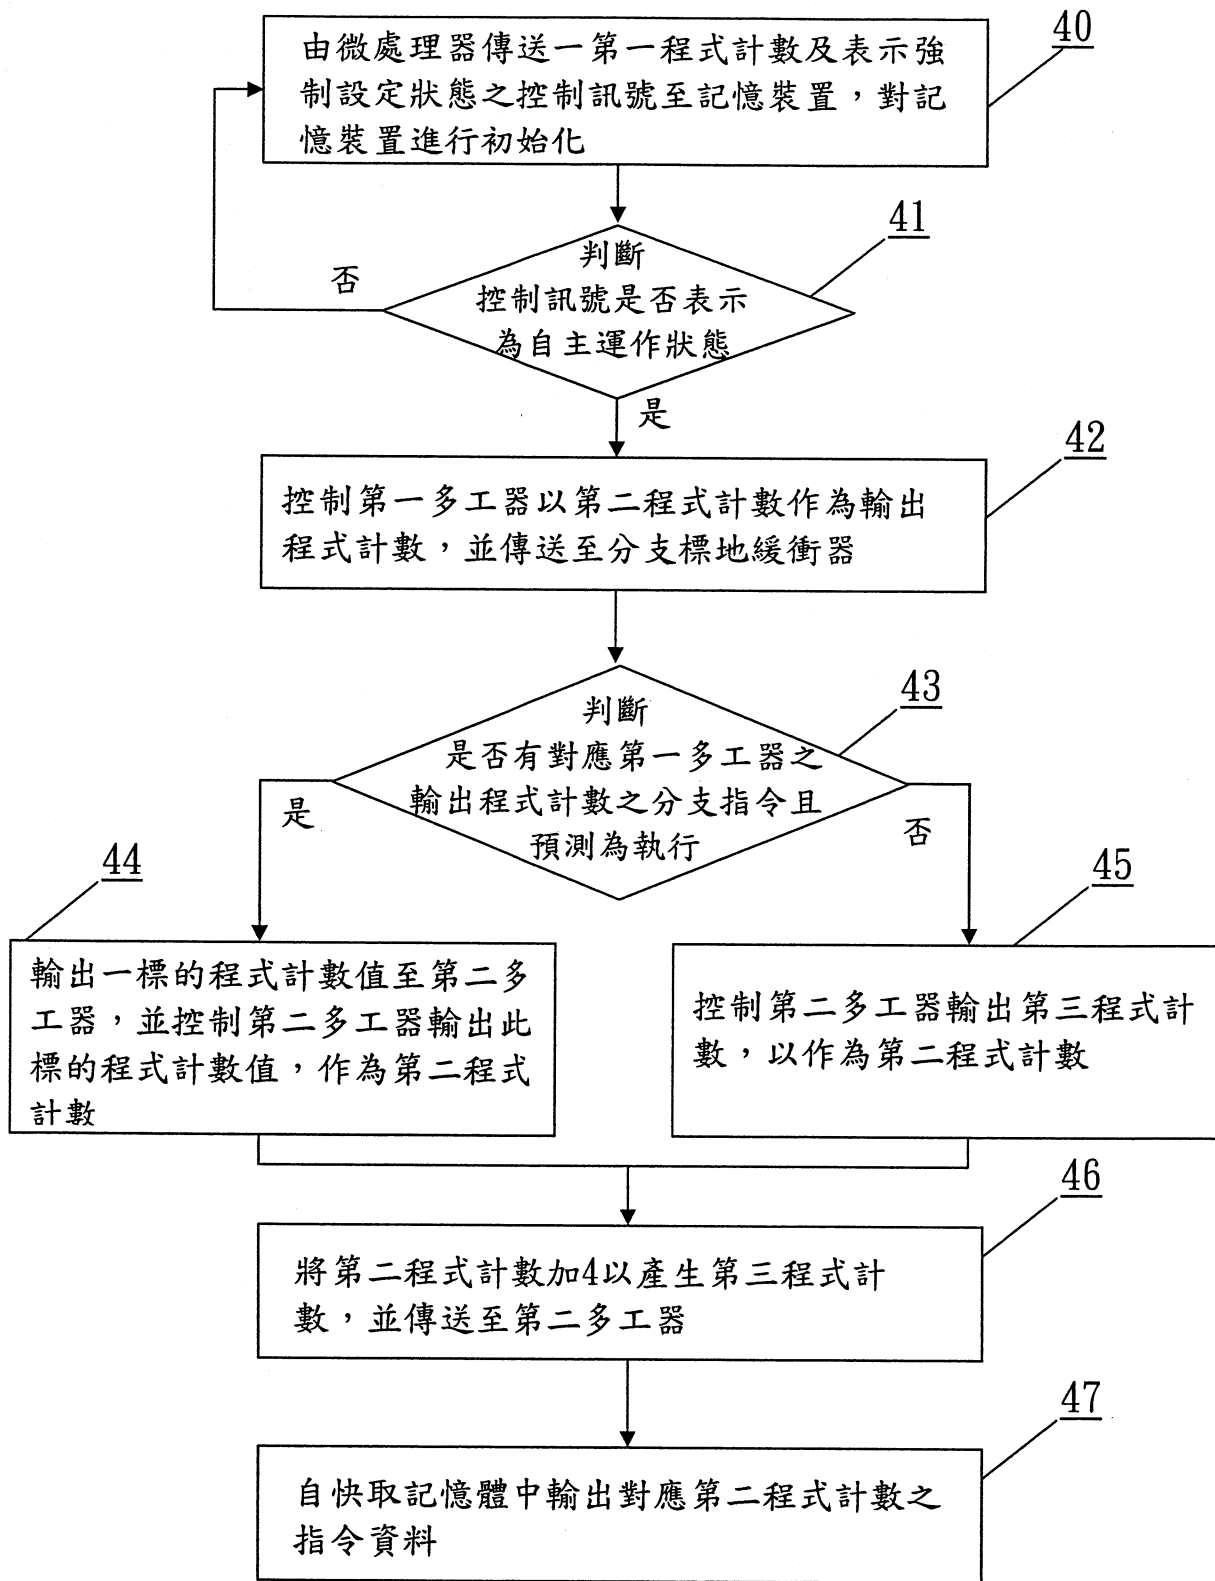 40
由微處理器傳送一第一程式計數及表示強
制設定狀態之控制訊號至記憶裝置，對記
憶裝置進行初始化
41
判斷
控制訊號是否表示
為自主運作狀態
否
是
42
控制第一多工器以第二程式計數作為輸出
程式計數，並傳送至分支標地緩衝器
43
判斷
是否有對應第一多工器之
輸出程式計數之分支指令且
預測為執行
是
否
44
輸出一標的程式計數值至第二多
工器，並控制第二多工器輸出此
標的程式計數值，作為第二程式
計數
45
控制第二多工器輸出第三程式計
數，以作為第二程式計數
46
將第二程式計數加4以產生第三程式計
數，並傳送至第二多工器
47
自快取記憶體中輸出對應第二程式計數之
指令資料